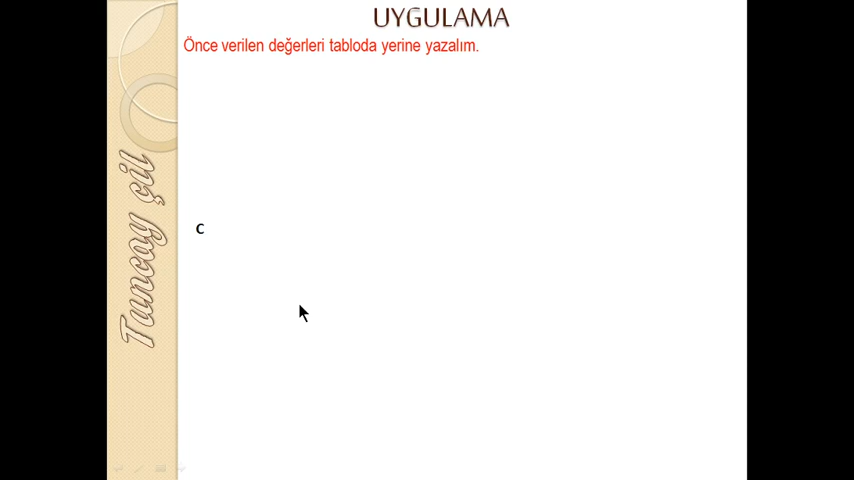 UYGULAMA
Önce verilen değerleri tabloda yerine yazalım.
Tuncay çil
C